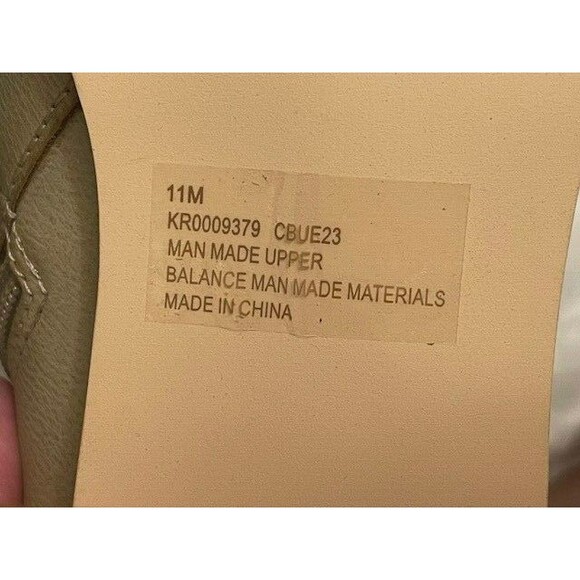 11M
KR0009379 CBUE23
MAN MADE UPPER
BALANCE MAN MADE MATERIALS
MADE IN CHINA